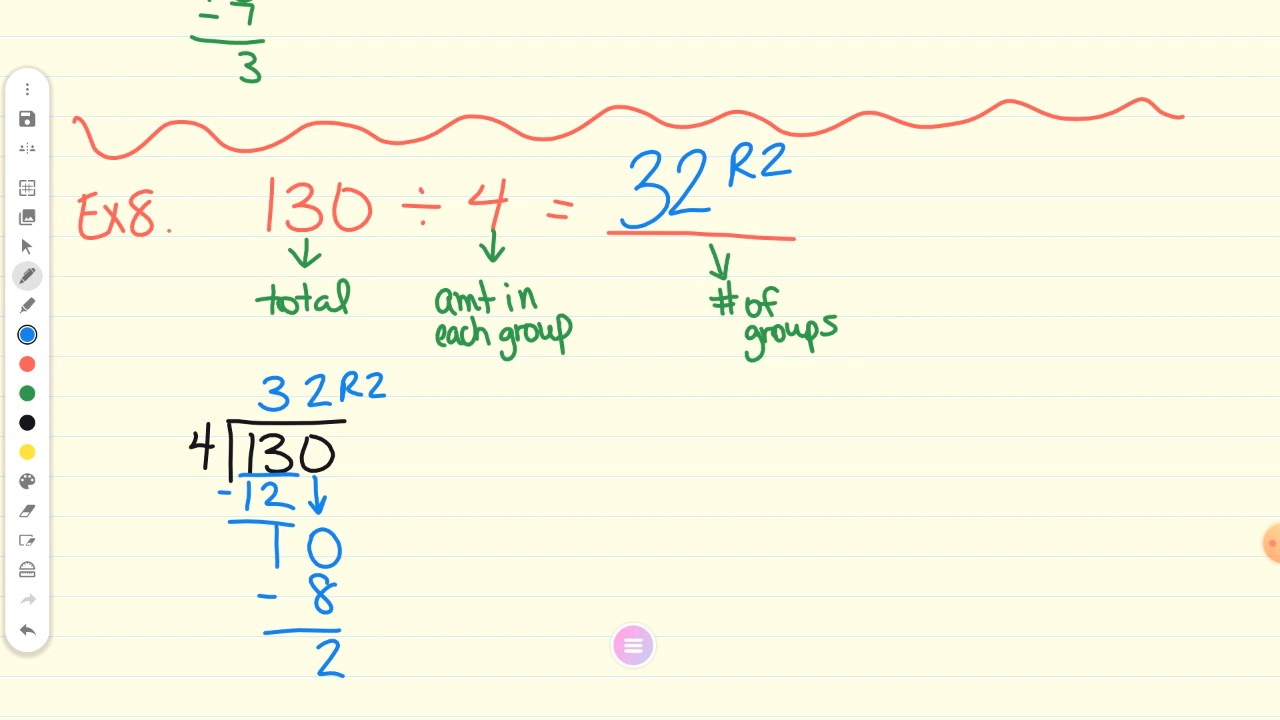 - 7
3
Ex8. 130 ÷ 4 = 32 R2
total
amt in
each group
# of
groups
32 R2
4 130
- 12
10
- 8
2